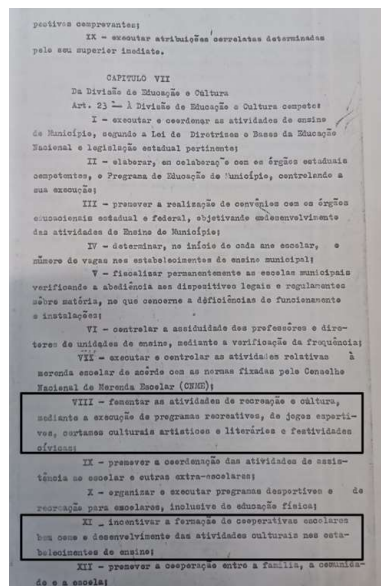 pectivos comprevantes;
IX - executar atribuições serrelatas determinadas
pelo seu superior imediato.
CAPITULO VII
Da Divisão de Educação e Cultura
Art. 23 - À Divisão de Educação e Cultura compete:
I - executar e coordenar as atividades de ensino
do Município, segundo a Lei de Diretrizes e Bases da Educação
Nacional e legislação estadual pertinente;
II - elaborar, em colaboração com os órgãos estaduais
competentes, o Programa de Educação do Município, controlando a
sua execução;
III - promover a realização de convênios com os órgãos
educacionais estadual e federal, objetivando odesenvolvimento
das atividades de Ensino do Município;
IV - determinar, no início de cada ano escolar, o
número de vagas nos estabelecimentos de ensino municipal;
V - fiscalizar permanentemente as escolas municipais
verificando a abediência aos dispositivos legais e regulamentos
sôbre matória, no que concerne a deficiências de funcionamento
e instalações;
VI - controlar a assiduidade dos professôres e dire-
tores de unidades de ensino, mediante a verificação da frequência;
VII - executar e controlar as atividades relativas à
merenda escolar de acôrdo com as normas fixadas pelo Conselho
Nacional de Merenda Escolar (CNME);
VIII - fomentar as atividades de recreação e cultura,
mediante a execução de programas recreativos, de jogos esporti-
vos, certames culturais artisticos e literários e festividades
cívicas;
IX - promover a coordenação das atividades de assis-
tência ao escolar e outras extra-escolares;
X - organizar e executar programas desportivos e de
recreação para escolares, inclusive de educação física;
XI - incentivar a formação de cooperativas escolares
bem como o desenvolvimento das atividades culturais nos esta-
belecimentos de ensino;
XII - promover a cooperação entre a família, a comunida-
de e a escola;